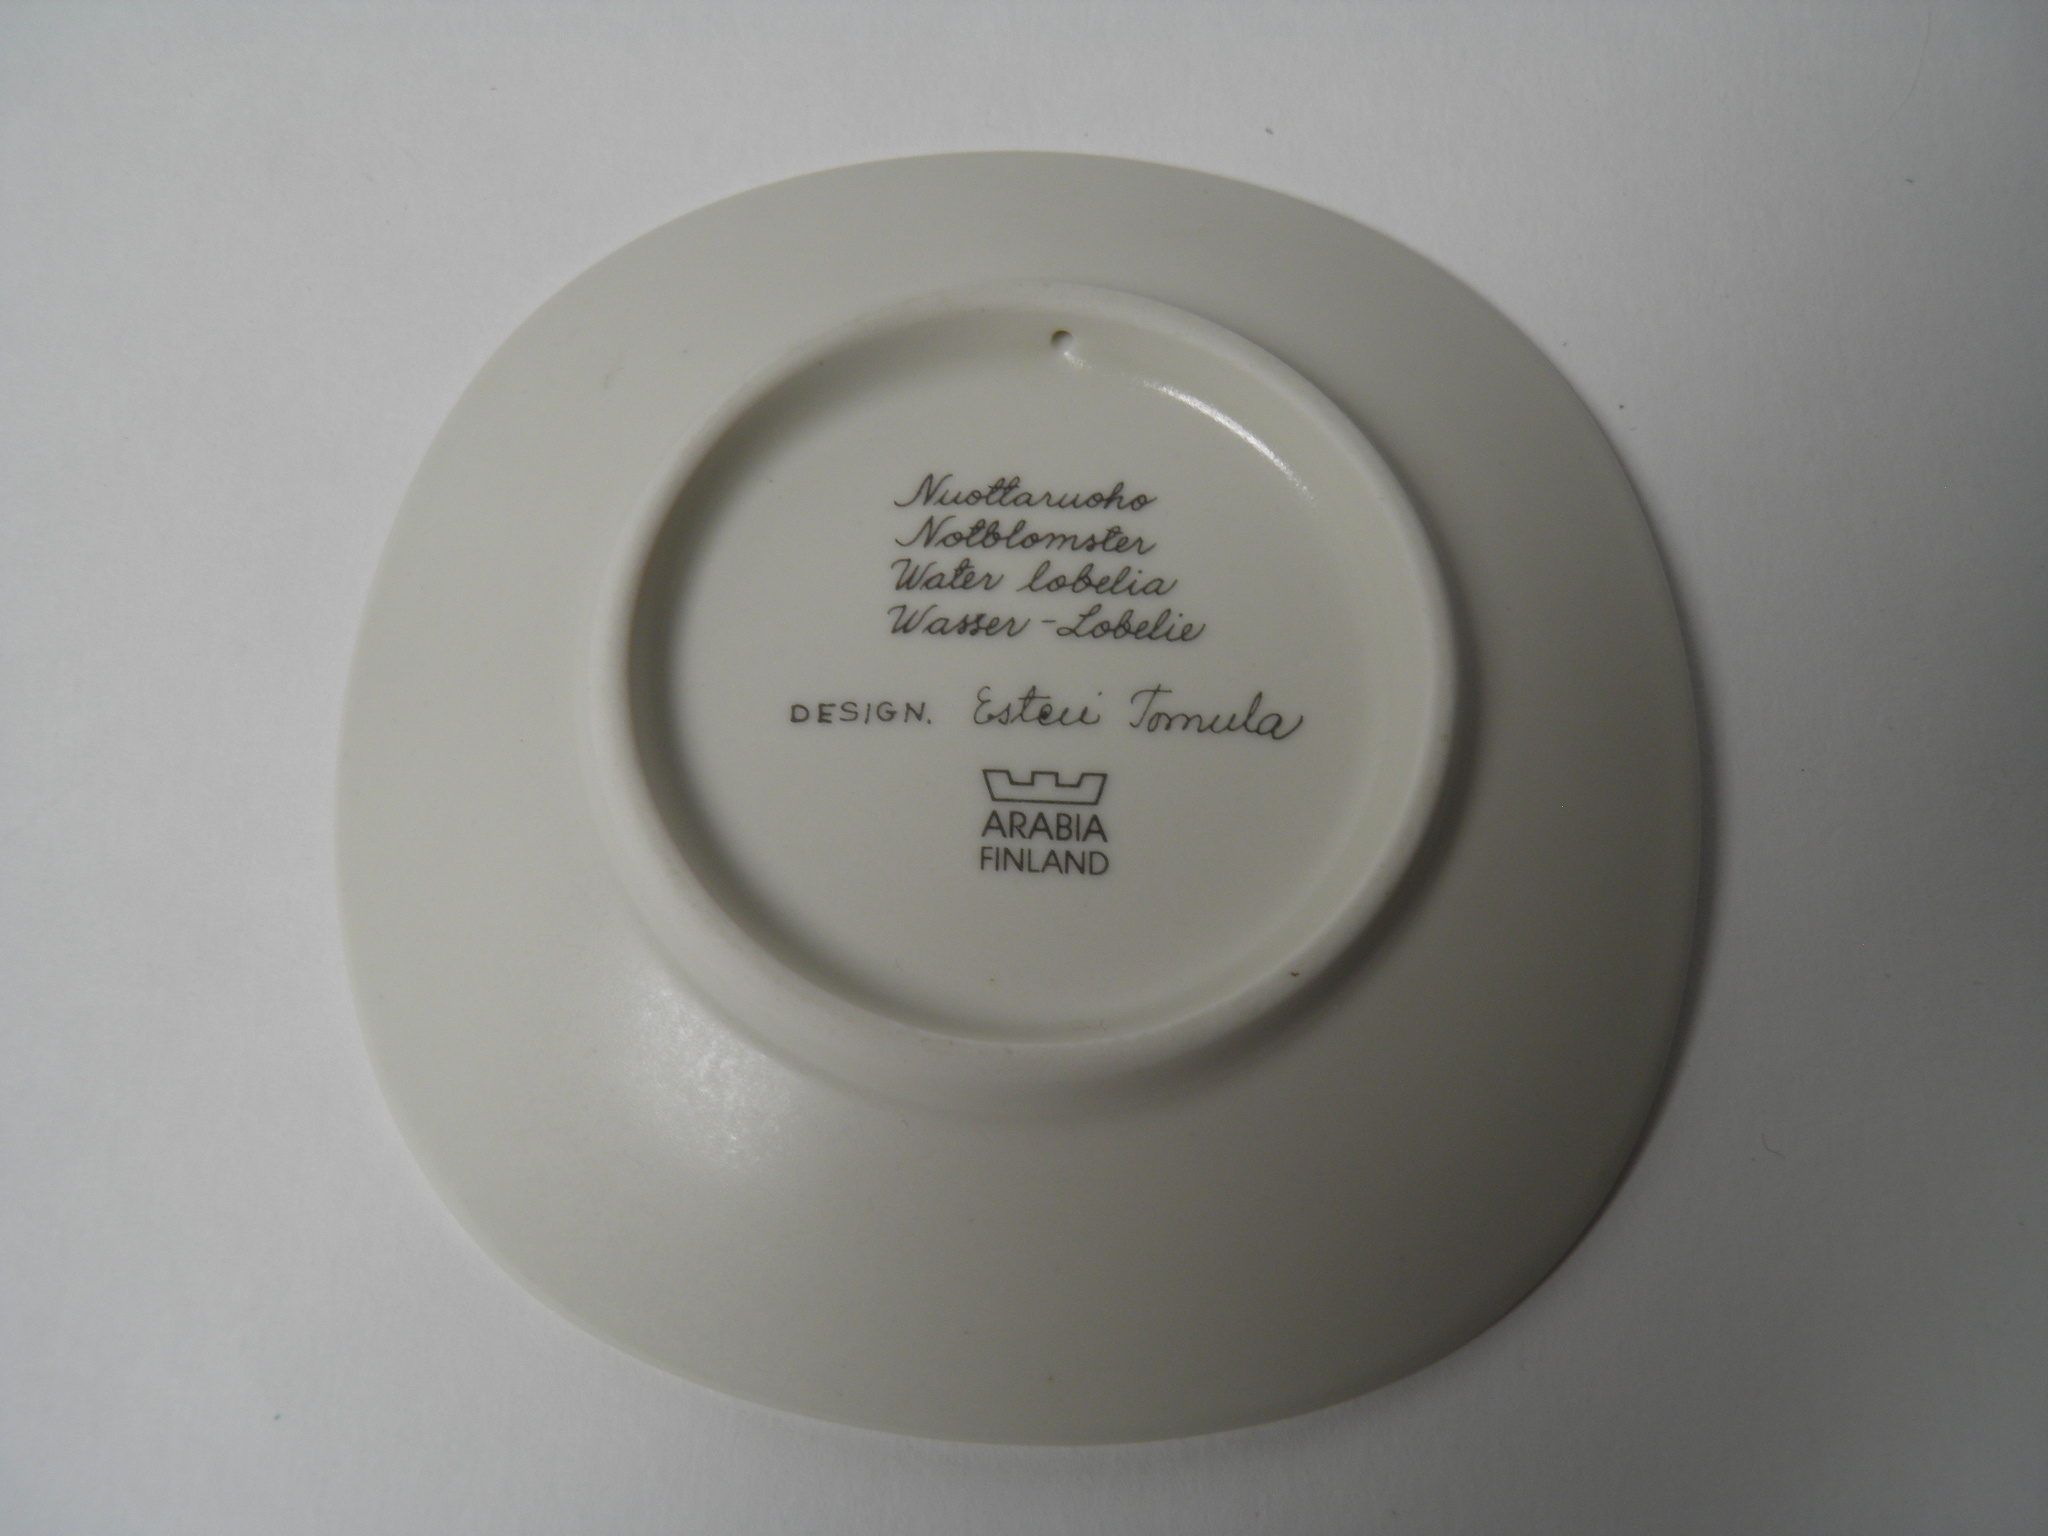 Nuottaruoho
Notblomster
Water lobelia
Wasser-Lobelie
DESIGN. Esteri Tomula
ARABIA
FINLAND